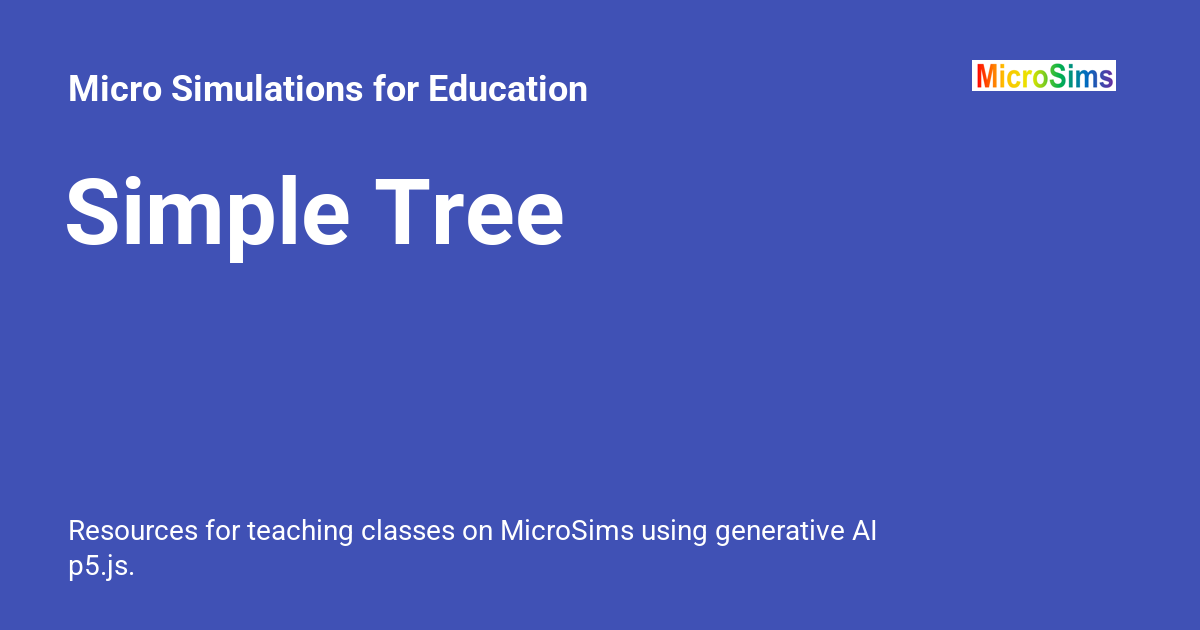 Micro Simulations for Education
MicroSims
Simple Tree
Resources for teaching classes on MicroSims using generative AI
p5.js.